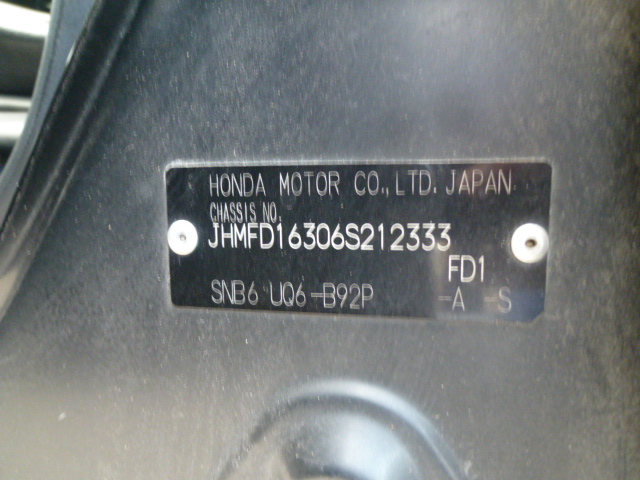 HONDA MOTOR CO.,LTD. JAPAN
CHASSIS NO.
JHMFD16306S212333
FD1
SNB6 UQ6-B92P -A -S